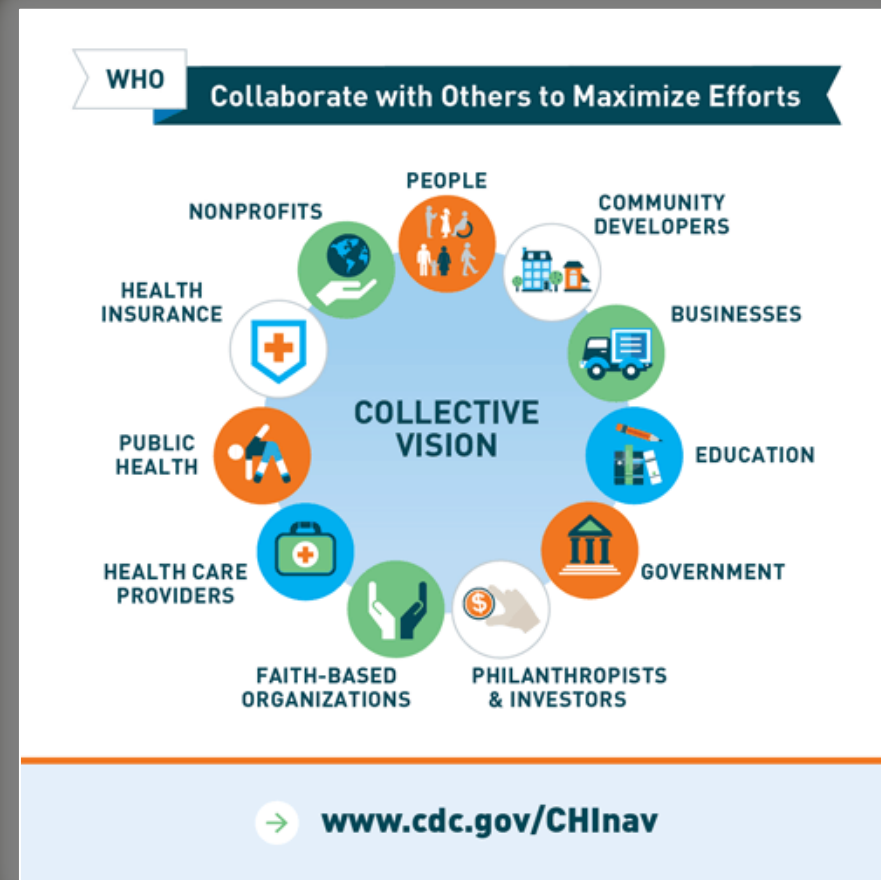 WHO
Collaborate with Others to Maximize Efforts
PEOPLE
COMMUNITY
DEVELOPERS
BUSINESSES
EDUCATION
GOVERNMENT
PHILANTHROPISTS
& INVESTORS
FAITH-BASED
ORGANIZATIONS
HEALTH CARE
PROVIDERS
PUBLIC
HEALTH
HEALTH
INSURANCE
NONPROFITS
COLLECTIVE
VISION
$
www.cdc.gov/CHInav